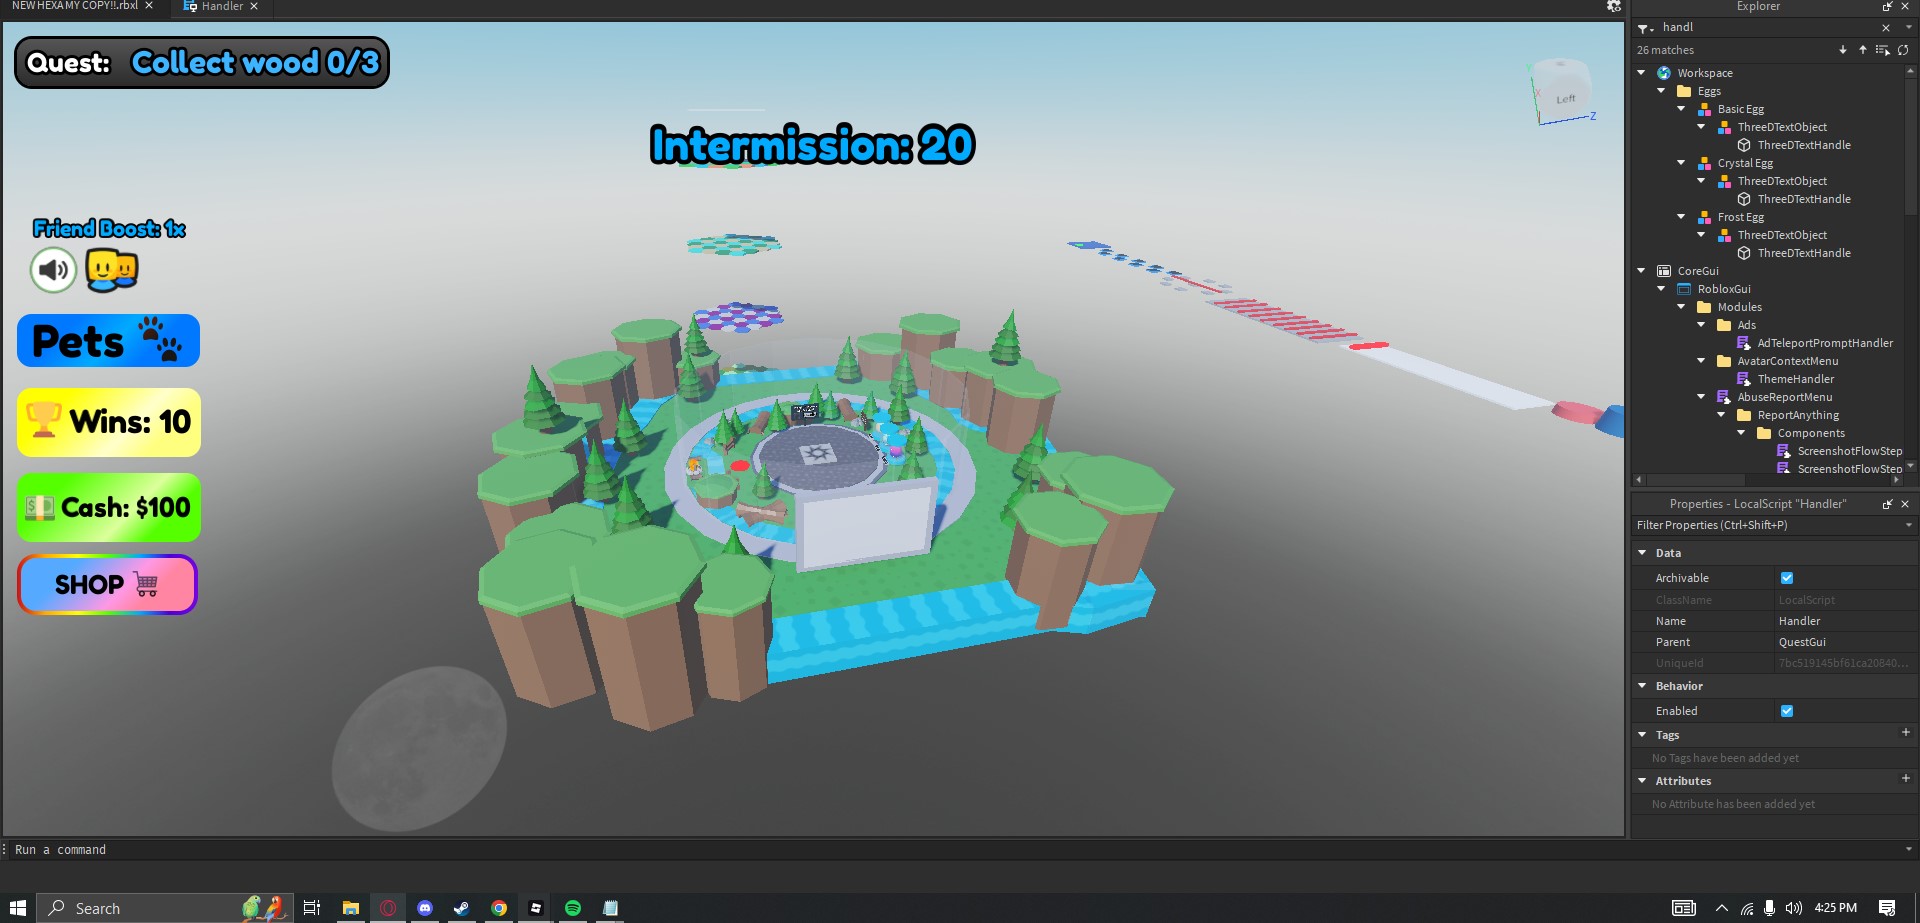 NEW HEXA MY COPY!!.rbxl
Handler
Explorer
handl
26 matches
Workspace
Eggs
Basic Egg
ThreeDTextObject
ThreeDTextHandle
Crystal Egg
ThreeDTextObject
ThreeDTextHandle
Frost Egg
ThreeDTextObject
ThreeDTextHandle
CoreGui
RobloxGui
Modules
Ads
AdTeleportPromptHandler
AvatarContextMenu
ThemeHandler
AbuseReportMenu
ReportAnything
Components
ScreenshotFlowStep
ScreenshotFlowStep
Quest: Collect wood 0/3
Intermission: 20
Friend Boost: 1x
Pets
Wins: 10
Cash: $100
SHOP
Left
Y
X
Z
Properties - LocalScript "Handler"
Filter Properties (Ctrl+Shift+P)
Data
Archivable
ClassName LocalScript
Name Handler
Parent QuestGui
UniqueId 7bc519145bf61ca20840...
Behavior
Enabled
Tags
No Tags have been added yet
Attributes
No Attribute has been added yet
Run a command
Search
4:25 PM